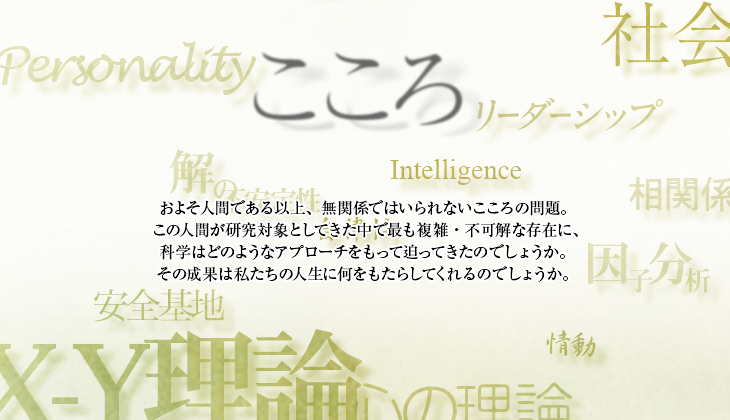 社会
Personality
こころ
リーダーシップ
解の
Intelligence
相関係
およそ人間である以上、無関係ではいられないこころの問題。
この人間が研究対象としてきた中で最も複雑・不可解な存在に、
科学はどのようなアプローチをもって迫ってきたのでしょうか。
その成果は私たちの人生に何をもたらしてくれるのでしょうか。
因子分析
安全基地
情動
X-Y理論
心の理論